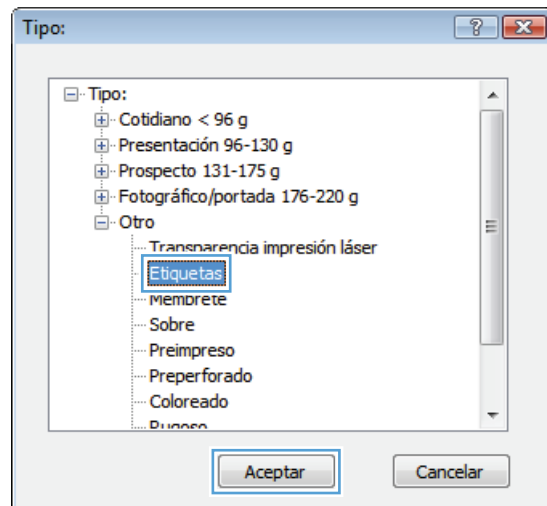 Tipo:
Tipo:
Cotidiano < 96 g
Presentación 96-130 g
Prospecto 131-175 g
Fotográfico/portada 176-220 g
Otro
Transparencia impresión láser
Etiquetas
Membrete
Sobre
Preimpreso
Preperforado
Coloreado
Rugoso
Aceptar Cancelar